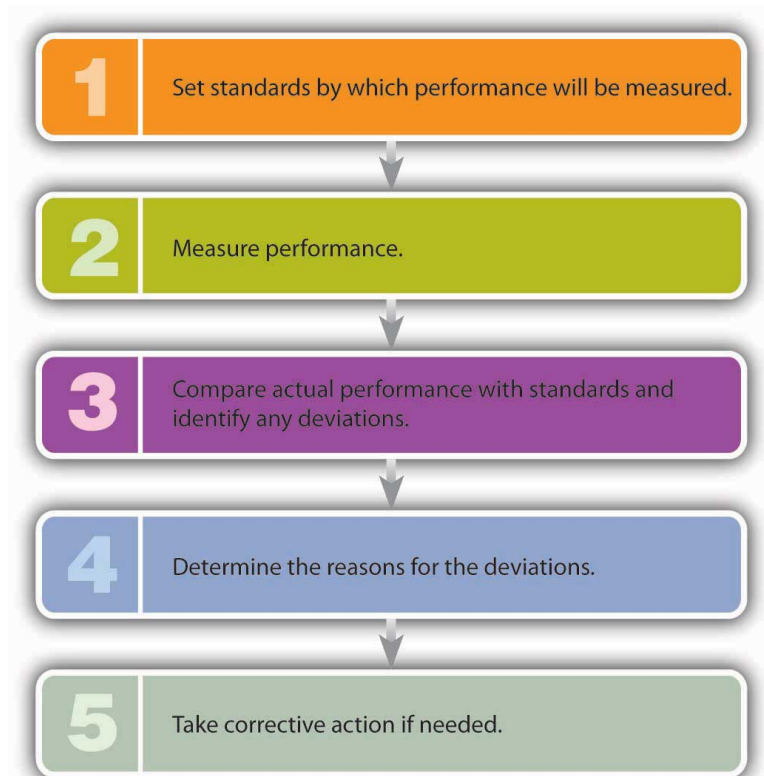 1
Set standards by which performance will be measured.
2
Measure performance.
3
Compare actual performance with standards and
identify any deviations.
4
Determine the reasons for the deviations.
5
Take corrective action if needed.